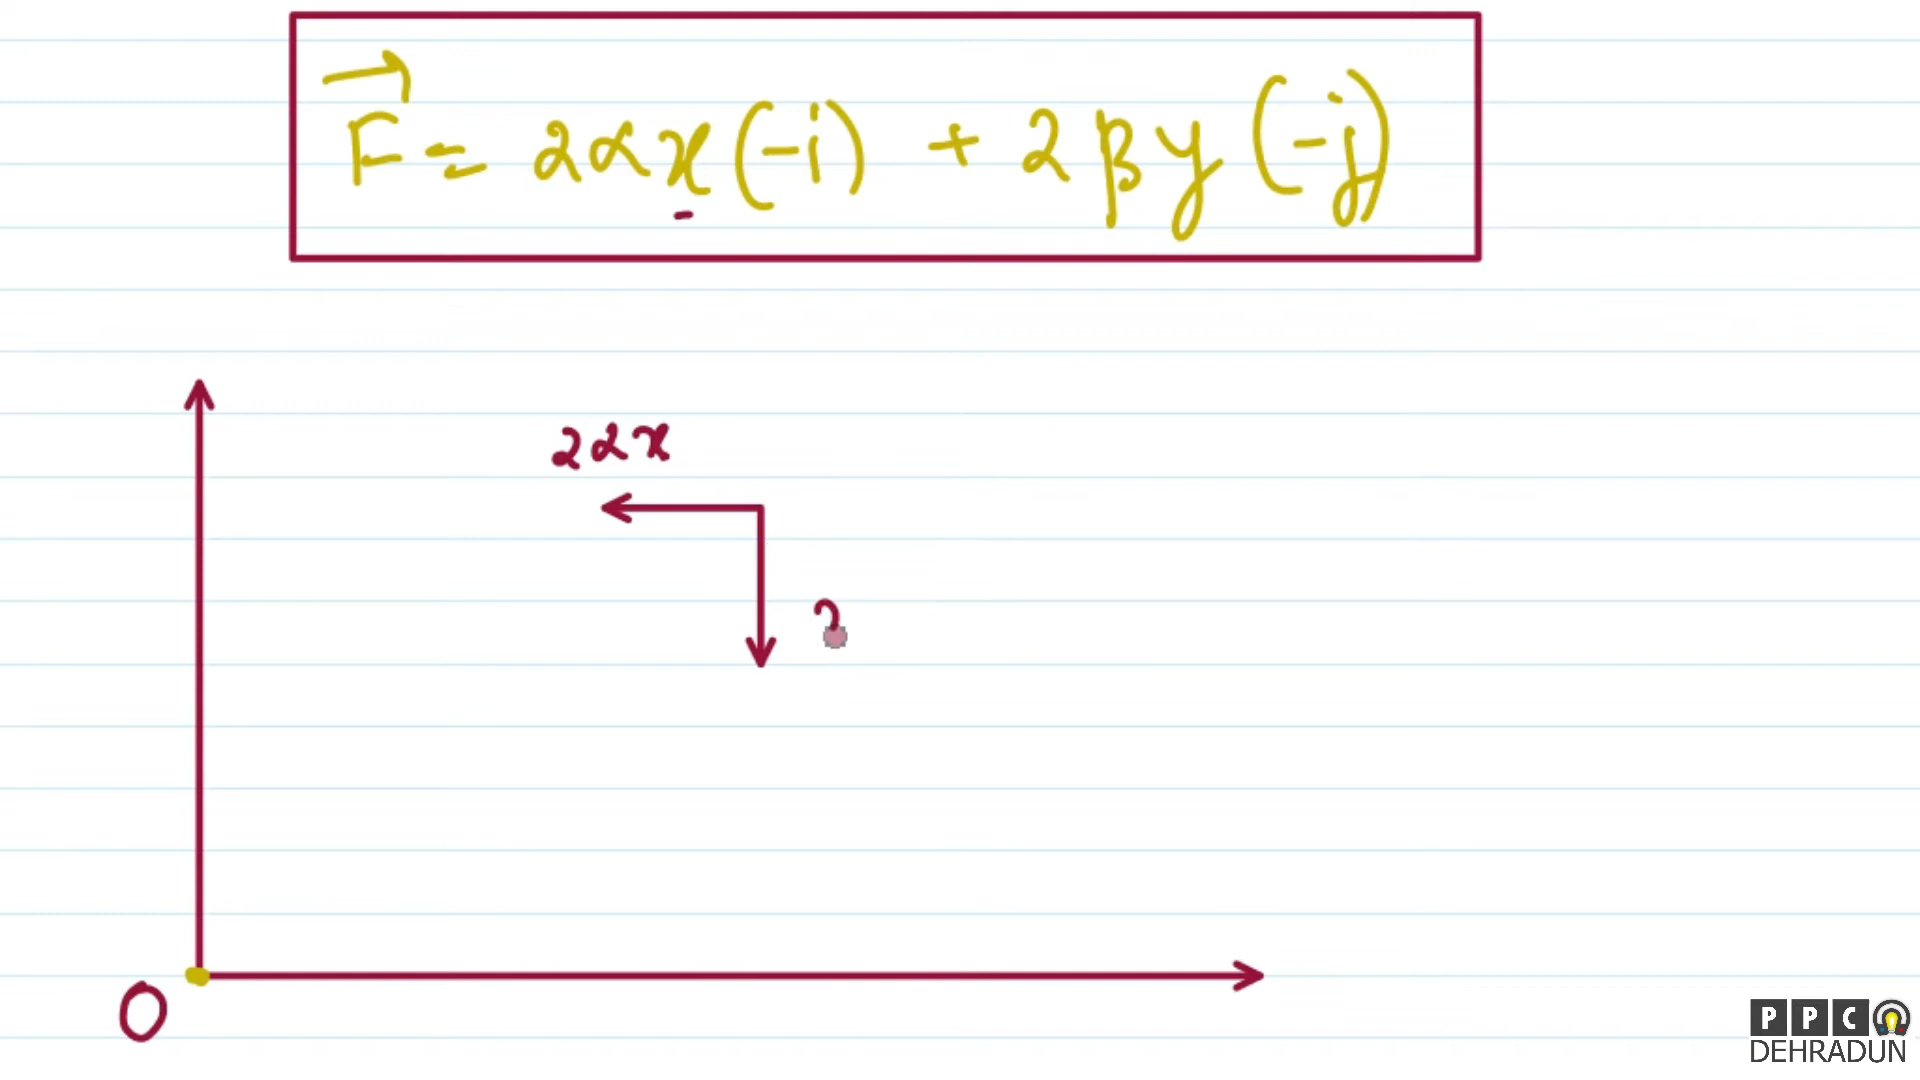 F⃗ = 2αx(-i) + 2βy(-j)
2αx
2
O
PPC
DEHRADUN